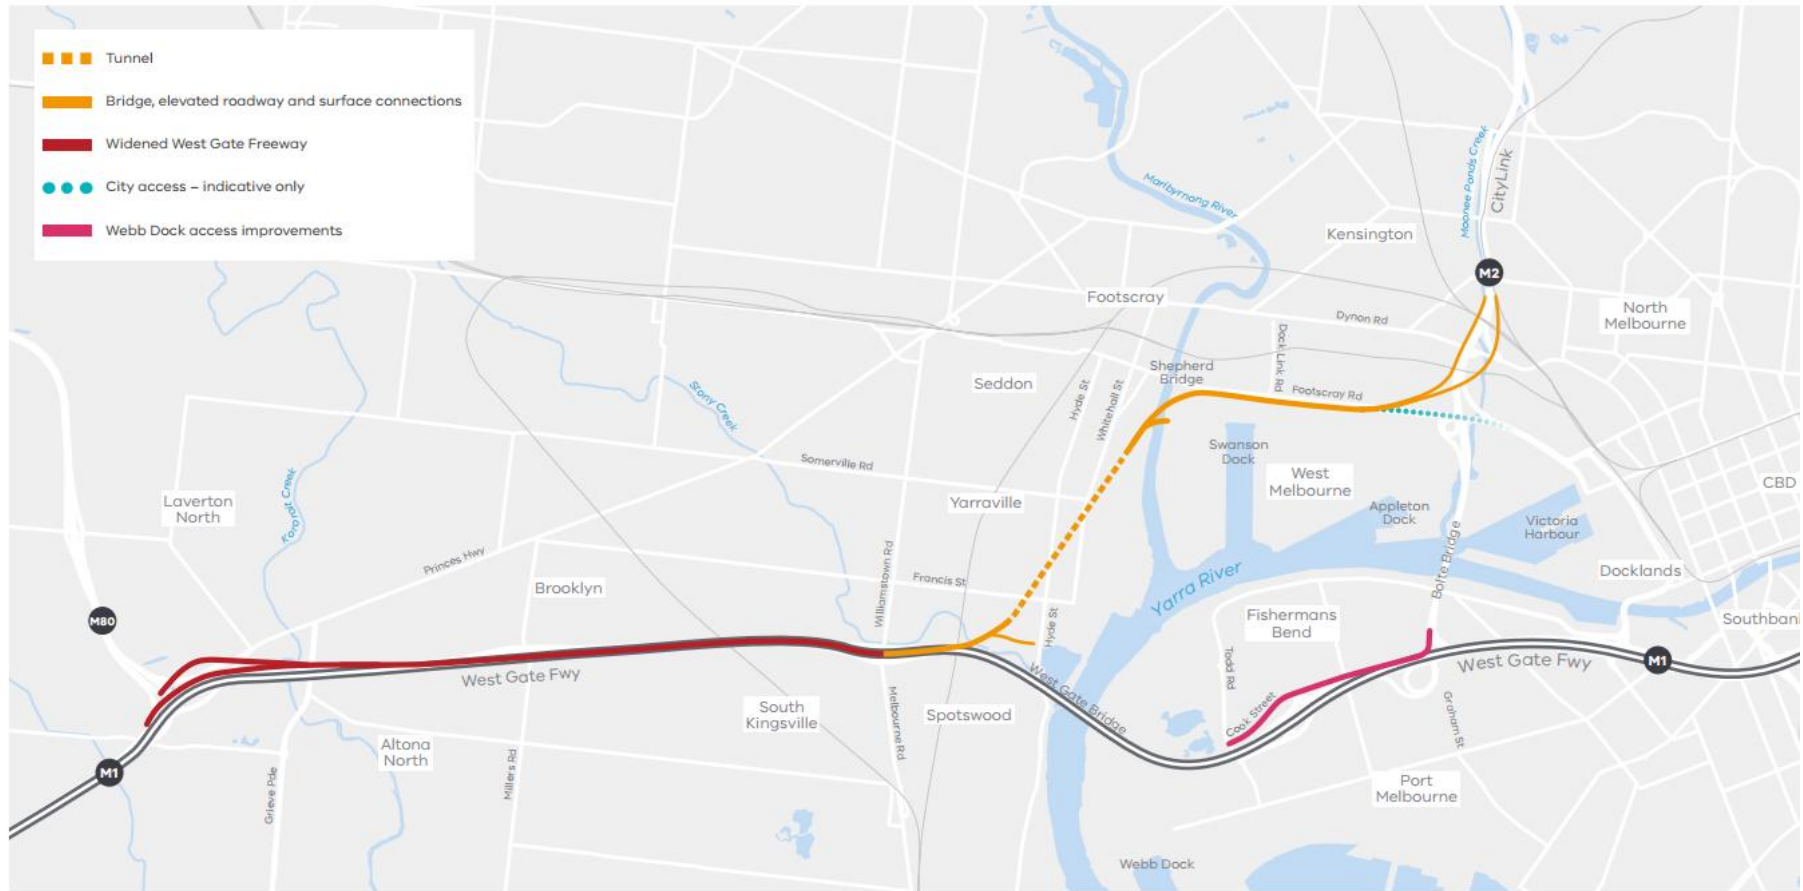 Tunnel
Bridge, elevated roadway and surface connections
Widened West Gate Freeway
City access – indicative only
Webb Dock access improvements
Moonee Ponds Creek
CityLink
Maribyrnong River
Kensington
M2
Footscray
North
Melbourne
Dynon Rd
Dock Link Rd
Shepherd
Bridge
Seddon
Hyde St
Whitehall St
Footscray Rd
Stony Creek
Swanson
Dock
Somerville Rd
West
Melbourne
CBD
Laverton
North
Kororoit Creek
Yarraville
Appleton
Dock
Victoria
Harbour
Princes Hwy
Bolte Bridge
Williamstown Rd
Francis St
Brooklyn
Yarra River
Docklands
M80
Hyde St
Fishermans
Bend
Southban
West Gate Fwy
West Gate Bridge
Todd Rd
West Gate Fwy
M1
South
Kingsville
Melbourne Rd
Spotswood
Cook Street
Graham St
Altona
North
M1
Grieve Pde
Millers Rd
Port
Melbourne
Webb Dock